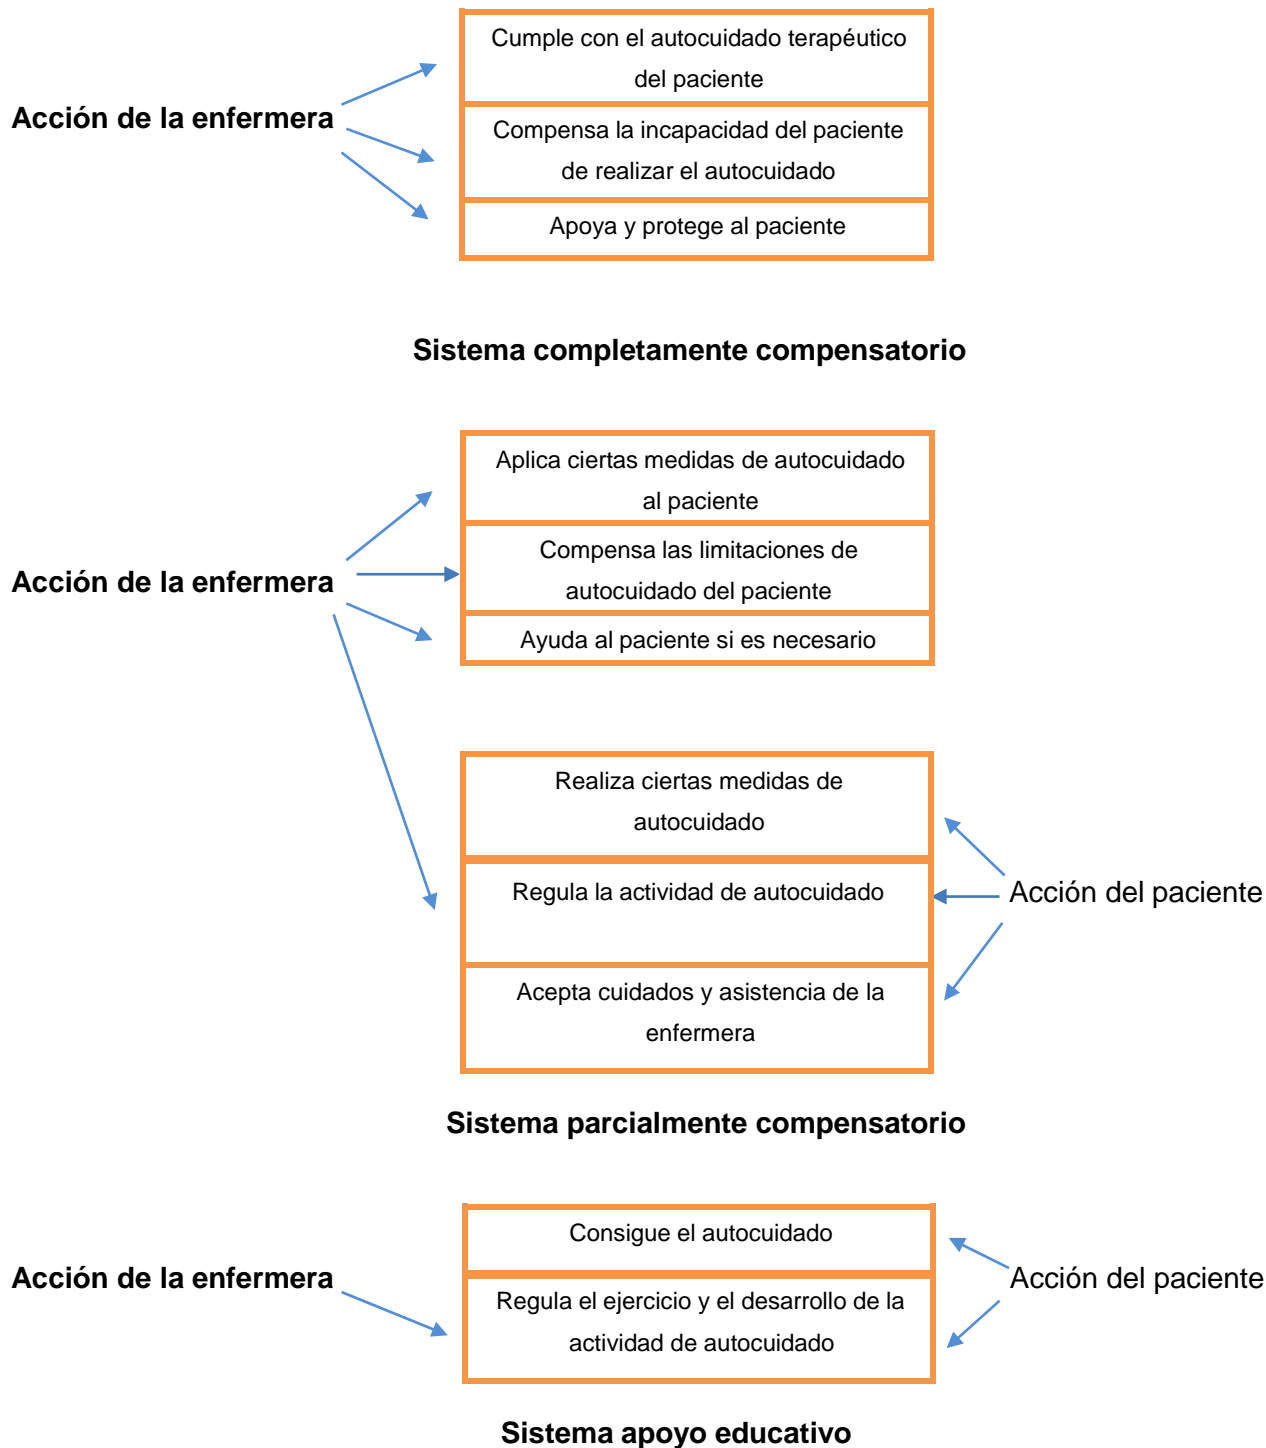 Cumple con el autocuidado terapéutico
del paciente
Acción de la enfermera
Compensa la incapacidad del paciente
de realizar el autocuidado
Apoya y protege al paciente
Sistema completamente compensatorio
Aplica ciertas medidas de autocuidado
al paciente
Acción de la enfermera
Compensa las limitaciones de
autocuidado del paciente
Ayuda al paciente si es necesario
Realiza ciertas medidas de
autocuidado
Regula la actividad de autocuidado
Acción del paciente
Acepta cuidados y asistencia de la
enfermera
Sistema parcialmente compensatorio
Consigue el autocuidado
Acción de la enfermera
Acción del paciente
Regula el ejercicio y el desarrollo de la
actividad de autocuidado
Sistema apoyo educativo